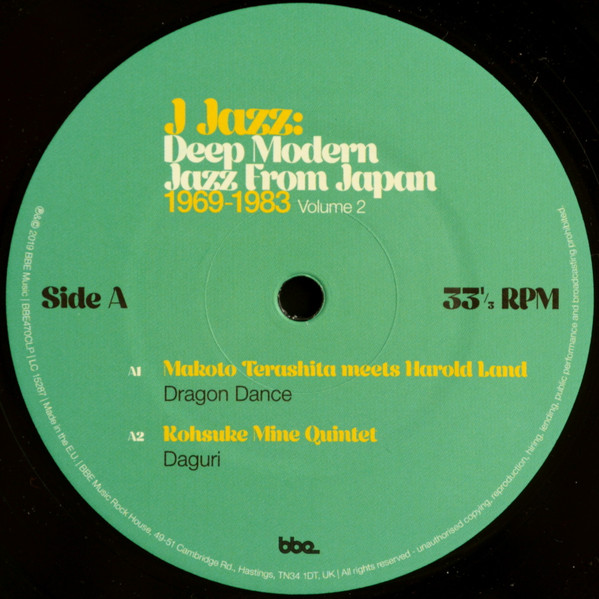 J Jazz:
Deep Modern
Jazz From Japan
1969-1983 Volume 2
Side A
33⅓ RPM
A1 Makoto Terashita meets Harold Land
Dragon Dance
A2 Kohsuke Mine Quintet
Daguri
bbe
℗&© 2019 BBE Music | BBE470CLP | LC 15287 | Made in the E.U. | BBE Music Rock House, 49-51 Cambridge Rd., Hastings, TN34 1DT, UK | All rights reserved - unauthorised copying, reproduction, hiring, lending, public performance and broadcasting prohibited